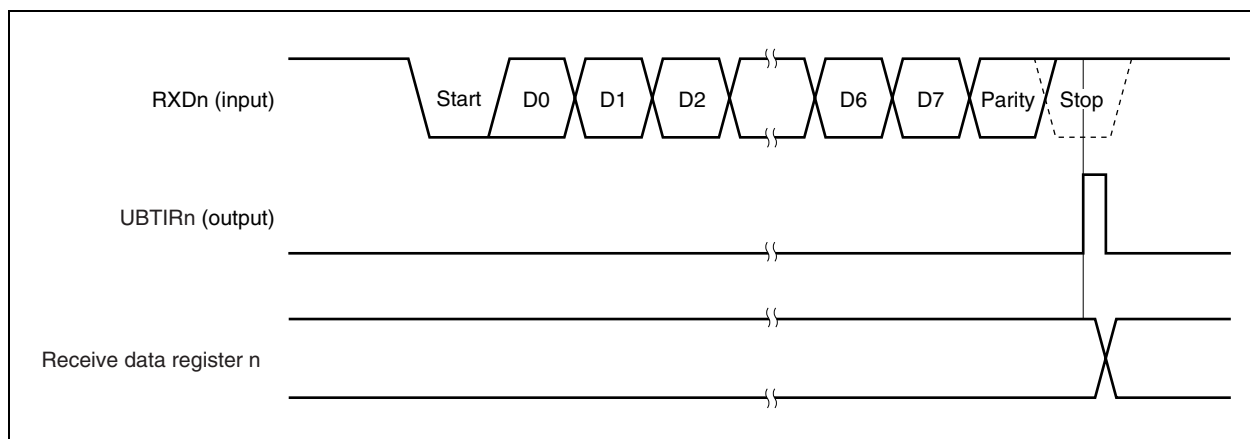 RXDn (input)
Start D0 D1 D2 D6 D7 Parity Stop
UBTIRn (output)
Receive data register n